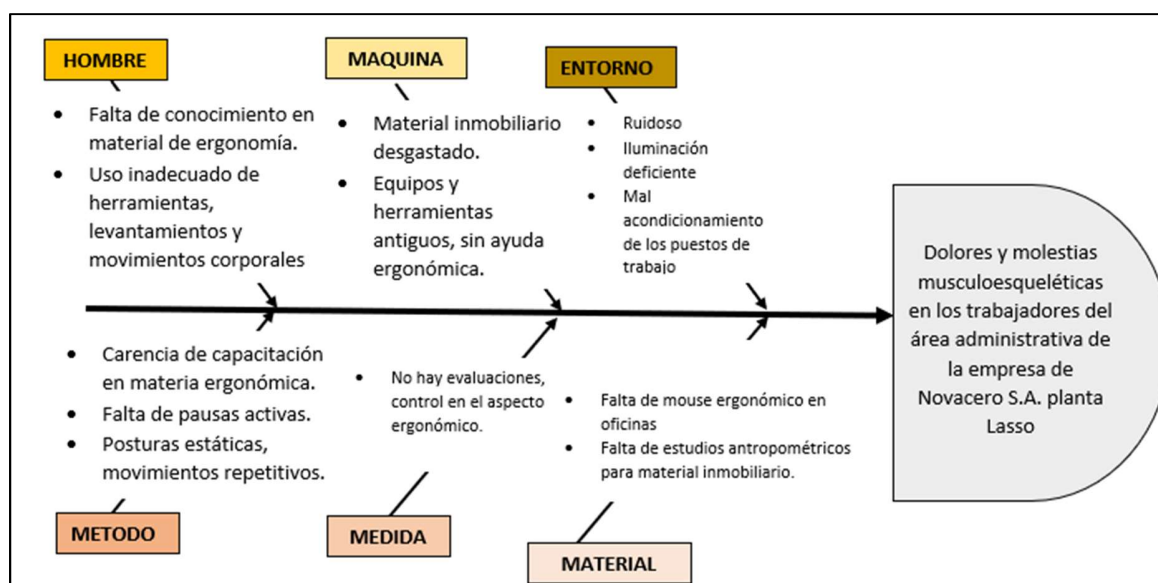 HOMBRE
Falta de conocimiento en
material de ergonomía.
Uso inadecuado de
herramientas,
levantamientos y
movimientos corporales
MAQUINA
Material inmobiliario
desgastado.
Equipos y
herramientas
antiguos, sin ayuda
ergonómica.
ENTORNO
Ruidoso
Iluminación
deficiente
Mal
acondicionamiento
de los puestos de
trabajo
Dolores y molestias
musculoesqueléticas
en los trabajadores del
área administrativa de
la empresa de
Novacero S.A. planta
Lasso
Carencia de capacitación
en materia ergonómica.
Falta de pausas activas.
Posturas estáticas,
movimientos repetitivos.
METODO
No hay evaluaciones,
control en el aspecto
ergonómico.
MEDIDA
Falta de mouse ergonómico en
oficinas
Falta de estudios antropométricos
para material inmobiliario.
MATERIAL